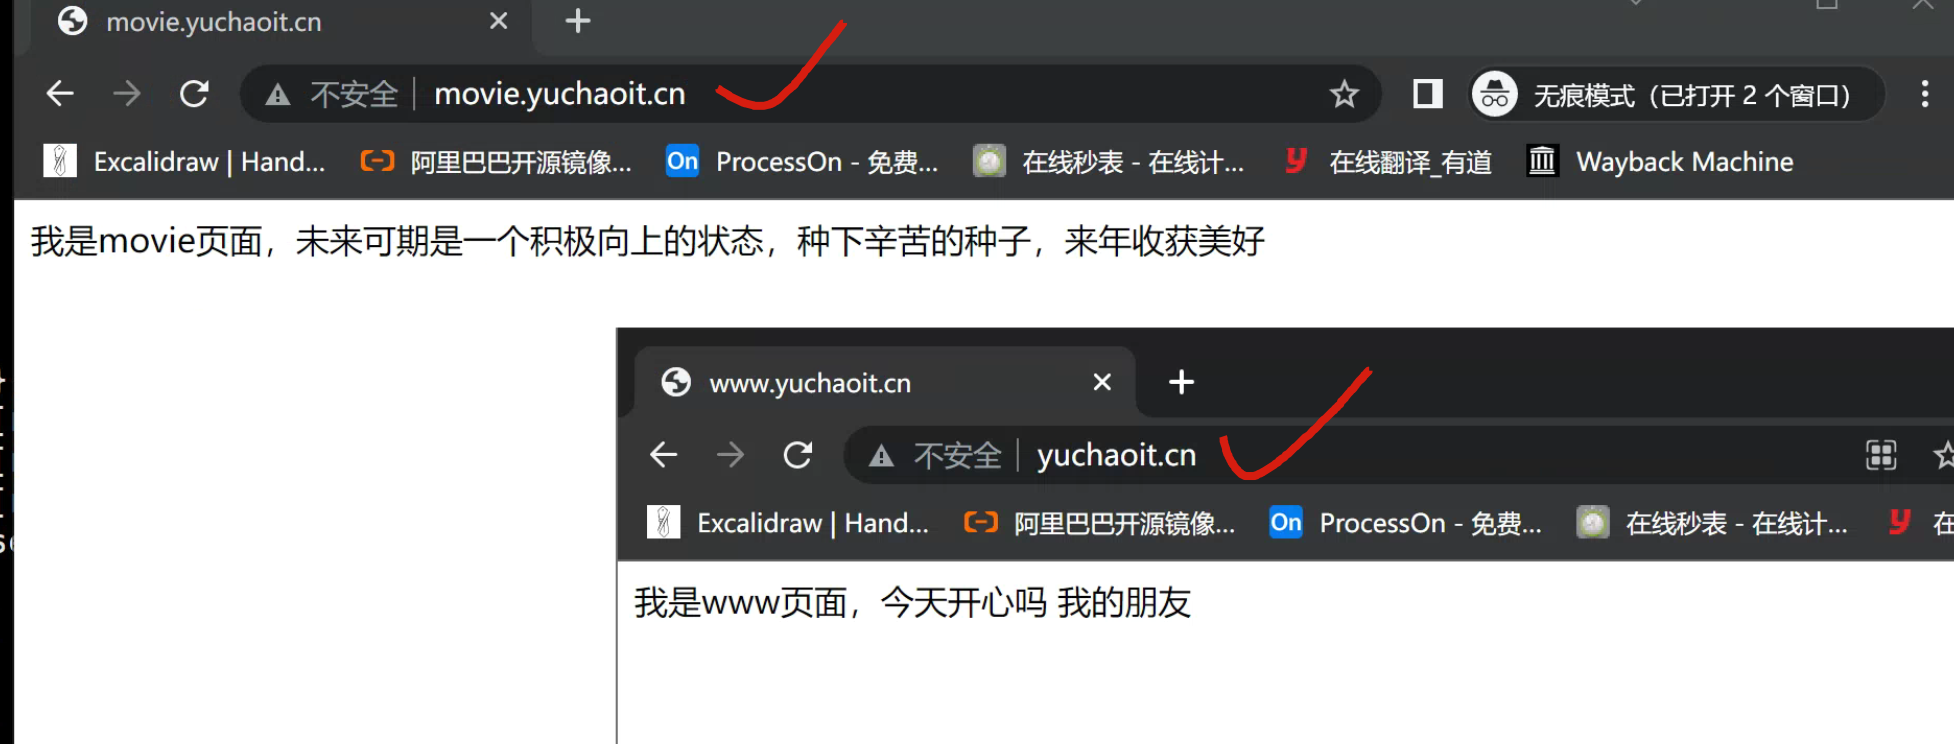 movie.yuchaoit.cn
不安全 movie.yuchaoit.cn 无痕模式（已打开 2 个窗口）
Excalidraw | Hand... 阿里巴巴开源镜像... On ProcessOn - 免费... 在线秒表 - 在线计... 在线翻译_有道 Wayback Machine
我是movie页面，未来可期是一个积极向上的状态，种下辛苦的种子，来年收获美好
www.yuchaoit.cn
不安全 yuchaoit.cn
Excalidraw | Hand... 阿里巴巴开源镜像... On ProcessOn - 免费... 在线秒表 - 在线计... 在
我是www页面，今天开心吗 我的朋友